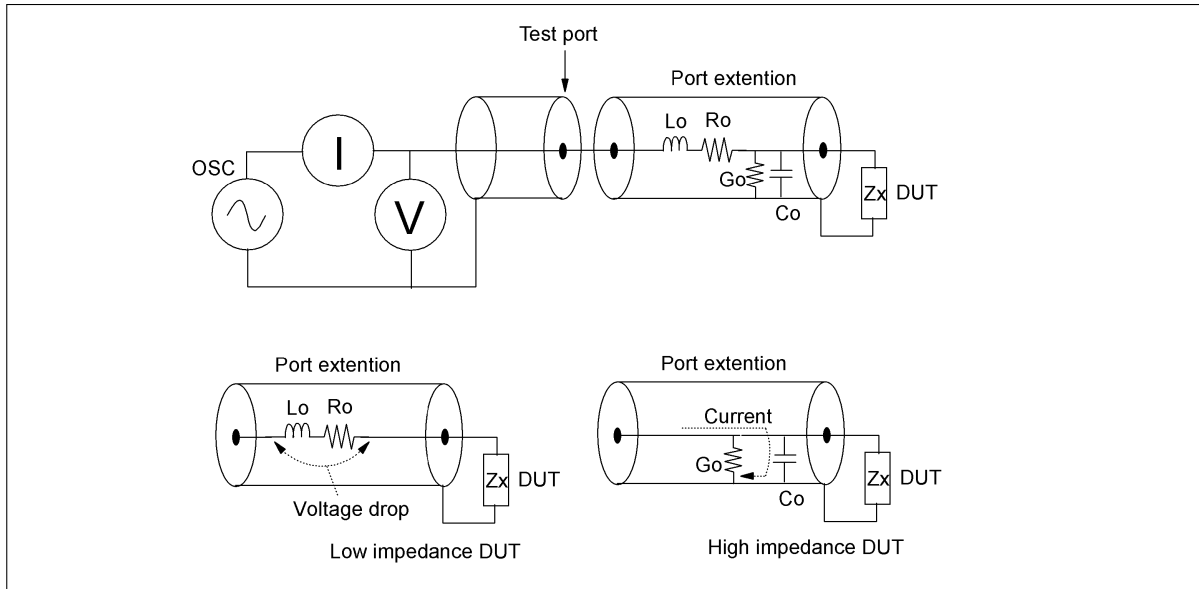 Test port
Port extention
Lo Ro
OSC
I
V
Go
Co
Zx DUT
Port extention
Lo Ro
Zx DUT
Voltage drop
Low impedance DUT
Port extention
Current
Go
Co
Zx DUT
High impedance DUT